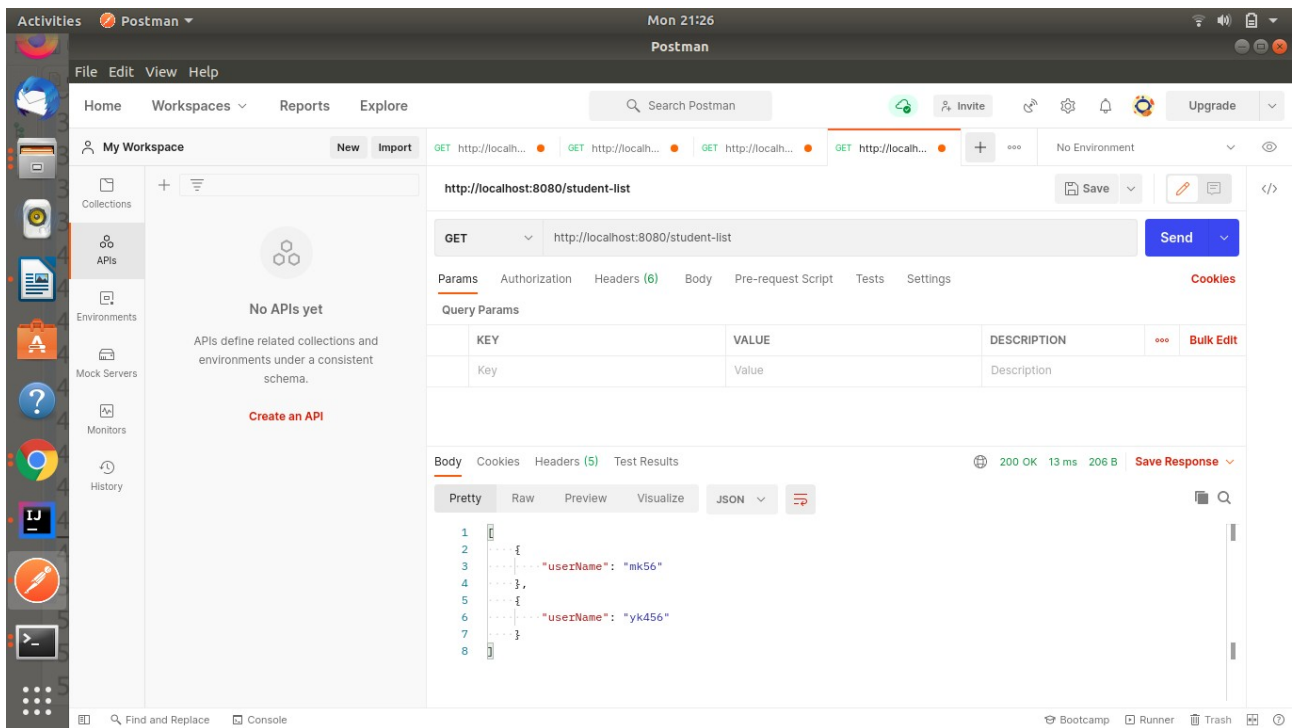 Activities Postman Mon 21:26
Postman
File Edit View Help
Home Workspaces Reports Explore Search Postman Invite Upgrade
My Workspace New Import GET http://localh... GET http://localh... GET http://localh... GET http://localh... + No Environment
Collections
http://localhost:8080/student-list Save </>
APIs
GET http://localhost:8080/student-list Send
Params Authorization Headers (6) Body Pre-request Script Tests Settings Cookies
Environments
No APIs yet
Query Params
APIs define related collections and
environments under a consistent
schema.
KEY VALUE DESCRIPTION Bulk Edit
Mock Servers
Key Value Description
Create an API
Monitors
History
Body Cookies Headers (5) Test Results 200 OK 13 ms 206 B Save Response
Pretty Raw Preview Visualize JSON
1 [
2 {
3 "userName": "mk56"
4 },
5 {
6 "userName": "yk456"
7 }
8 ]
IJ
Find and Replace Console Bootcamp Runner Trash